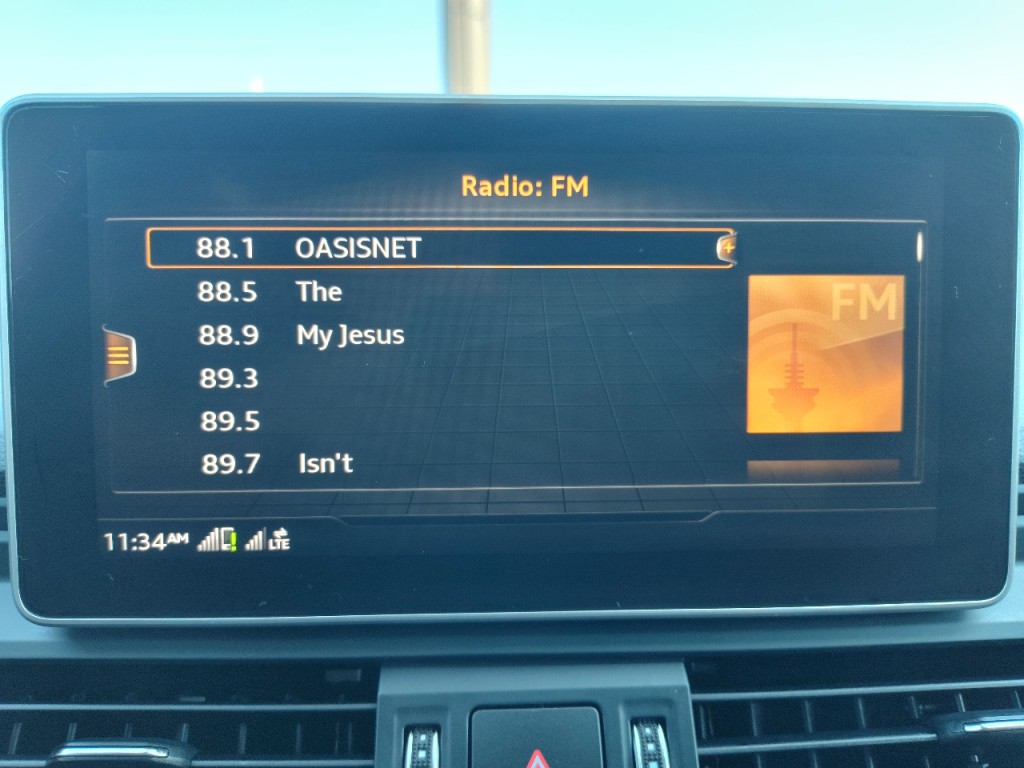 Radio: FM
88.1 OASISNET
88.5 The
88.9 My Jesus
89.3
89.5
89.7 Isn't
FM
11:34AM LTE